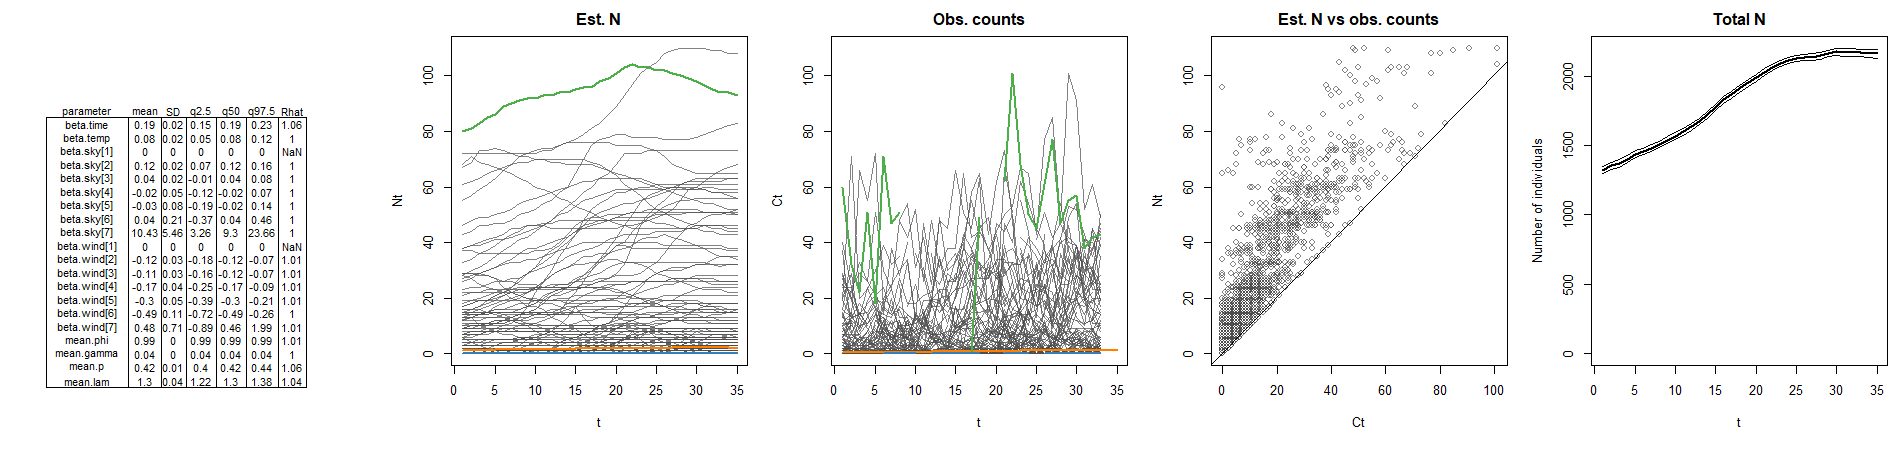 parameter mean SD q2.5 q50 q97.5 Rhat
beta.time 0.19 0.02 0.15 0.19 0.23 1.06
beta.temp 0.08 0.02 0.05 0.08 0.12 1
beta.sky[1] 0 0 0 0 0 NaN
beta.sky[2] 0.12 0.02 0.07 0.12 0.16 1
beta.sky[3] 0.04 0.02 -0.01 0.04 0.08 1
beta.sky[4] -0.02 0.05 -0.12 -0.02 0.07 1
beta.sky[5] -0.03 0.08 -0.19 -0.02 0.14 1
beta.sky[6] 0.04 0.21 -0.37 0.04 0.46 1
beta.sky[7] 10.43 5.46 3.26 9.3 23.66 1
beta.wind[1] 0 0 0 0 0 NaN
beta.wind[2] -0.12 0.03 -0.18 -0.12 -0.07 1.01
beta.wind[3] -0.11 0.03 -0.16 -0.12 -0.07 1.01
beta.wind[4] -0.17 0.04 -0.25 -0.17 -0.09 1.01
beta.wind[5] -0.3 0.05 -0.39 -0.3 -0.21 1.01
beta.wind[6] -0.49 0.11 -0.72 -0.49 -0.26 1
beta.wind[7] 0.48 0.71 -0.89 0.46 1.99 1.01
mean.phi 0.99 0 0.99 0.99 0.99 1.01
mean.gamma 0.04 0 0.04 0.04 0.04 1
mean.p 0.42 0.01 0.4 0.42 0.44 1.06
mean.lam 1.3 0.04 1.22 1.3 1.38 1.04
Est. N
Nt
100
80
60
40
20
0
0 5 10 15 20 25 30 35
t
Obs. counts
Ct
100
80
60
40
20
0
0 5 10 15 20 25 30 35
t
Est. N vs obs. counts
Nt
100
80
60
40
20
0
0 20 40 60 80 100
Ct
Total N
Number of individuals
2000
1500
1000
500
0
0 5 10 15 20 25 30 35
t